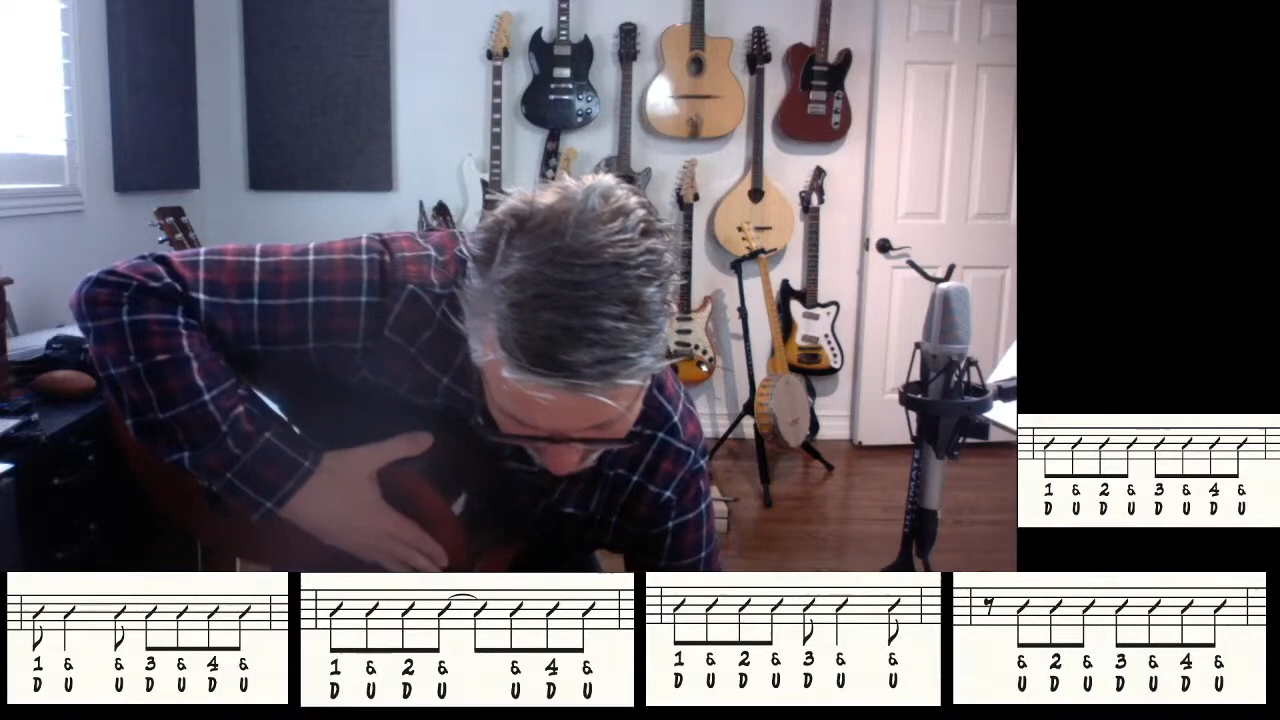 1 & 2 & 3 & 4 &
D U D U D U D U
1 & & 3 & 4 &
D U U D U D U
1 & 2 & & 4 &
D U D U U D U
1 & 2 & 3 & &
D U D U D U U
& 2 & 3 & 4 &
U D U D U D U